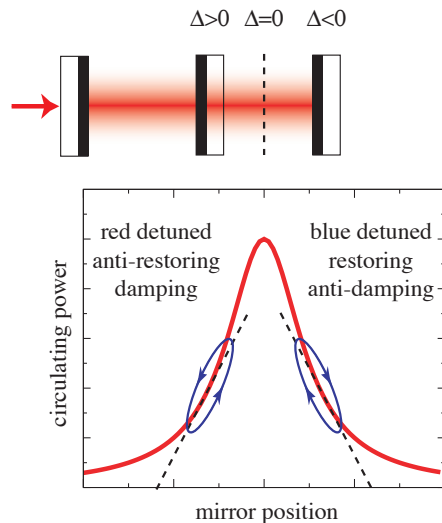 Δ>0 Δ=0 Δ<0
red detuned
anti-restoring
damping
blue detuned
restoring
anti-damping
circulating power
mirror position